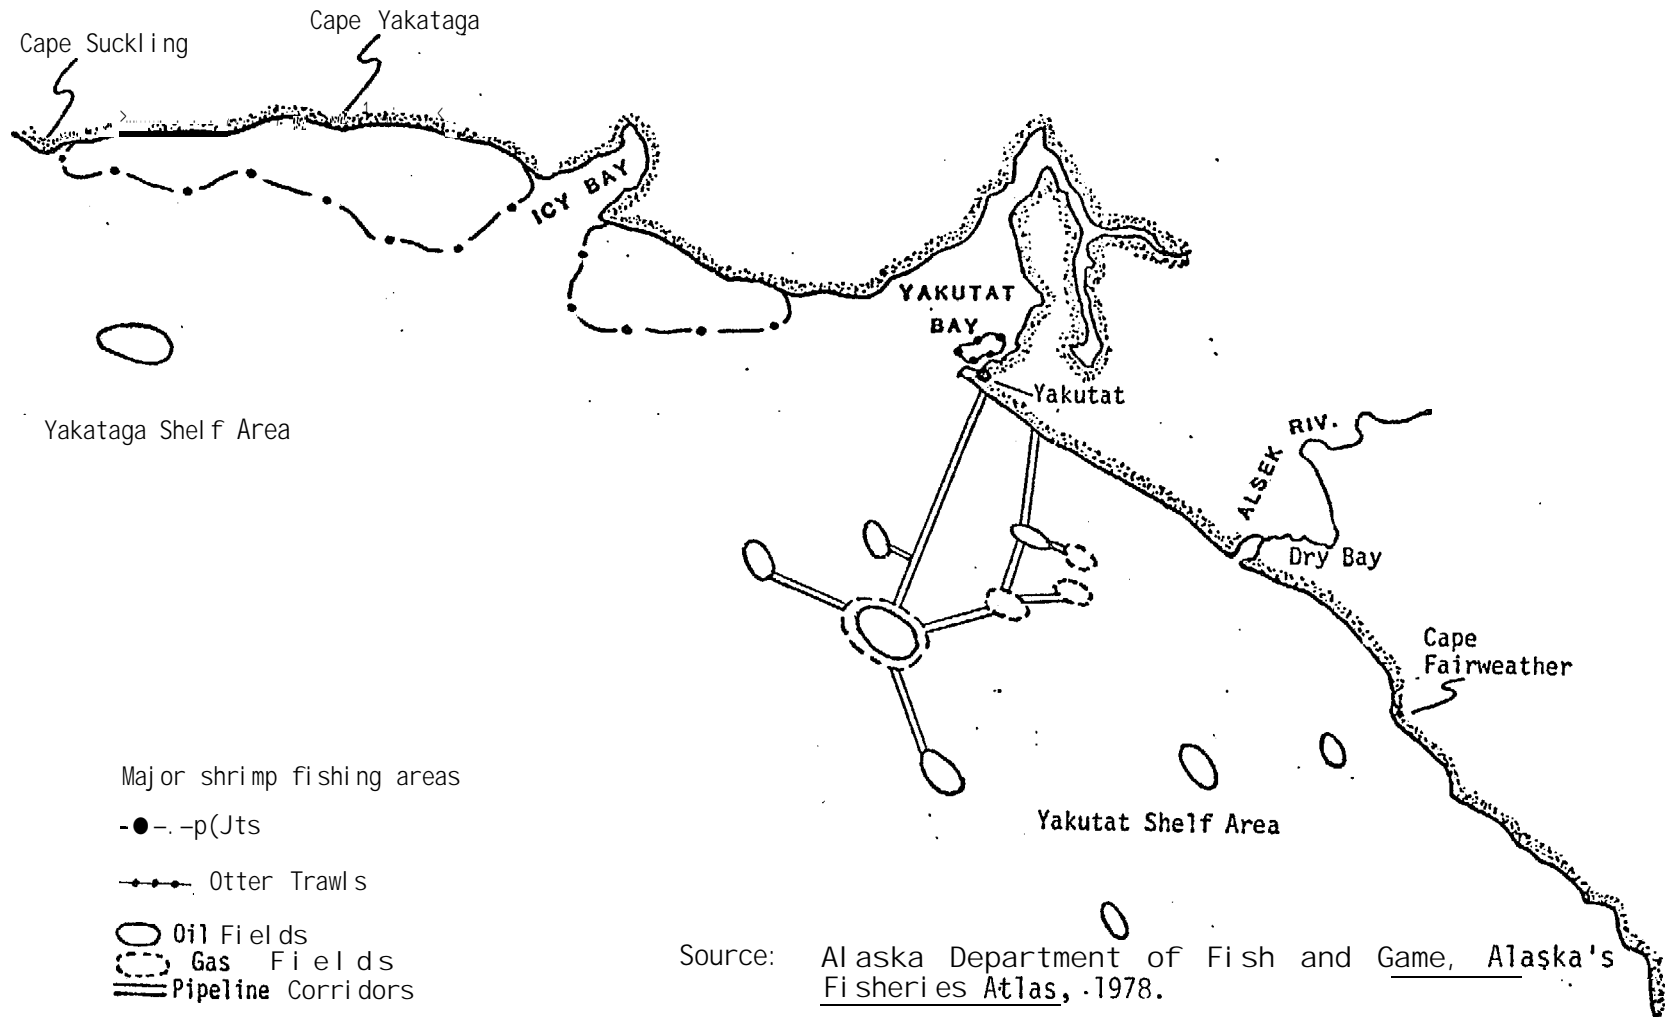 Cape Yakataga
Cape Suckling
ICY BAY
YAKUTAT
BAY
Yakutat
Yakataga Shelf Area
ALSEK RIV.
Dry Bay
Cape
Fairweather
Major shrimp fishing areas
p(Jts
Otter Trawls
Yakutat Shelf Area
Oil Fields
Gas Fields
Pipeline Corridors
Source: Alaska Department of Fish and Game, Alaska's
Fisheries Atlas, 1978.